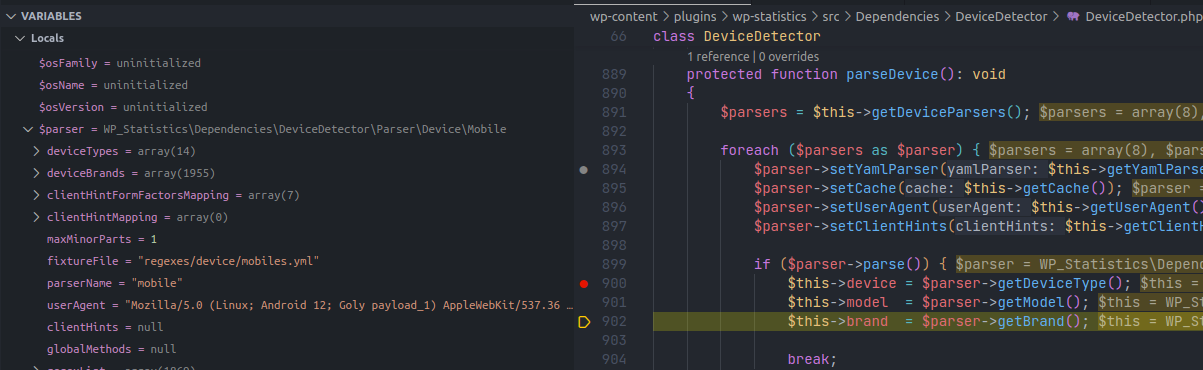 VARIABLES
Locals
$osFamily = uninitialized
$osName = uninitialized
$osVersion = uninitialized
$parser = WP_Statistics\Dependencies\DeviceDetector\Parser\Device\Mobile
deviceTypes = array(14)
deviceBrands = array(1955)
clientHintFormFactorsMapping = array(7)
clientHintMapping = array(0)
maxMinorParts = 1
fixtureFile = "regexes/device/mobiles.yml"
parserName = "mobile"
userAgent = "Mozilla/5.0 (Linux; Android 12; Goly payload_1) AppleWebKit/537.36 …
clientHints = null
globalMethods = null
wp-content > plugins > wp-statistics > src > Dependencies > DeviceDetector > DeviceDetector.php
66 class DeviceDetector
1 reference | 0 overrides
889 protected function parseDevice(): void
890 {
891 $parsers = $this->getDeviceParsers(); $parsers = array(8),
892
893 foreach ($parsers as $parser) { $parsers = array(8), $pars
894 $parser->setYamlParser(yamlParser: $this->getYamlParse
895 $parser->setCache(cache: $this->getCache()); $parser =
896 $parser->setUserAgent(userAgent: $this->getUserAgent()
897 $parser->setClientHints(clientHints: $this->getClientH
898
899 if ($parser->parse()) { $parser = WP_Statistics\Depend
900 $this->device = $parser->getDeviceType(); $this =
901 $this->model = $parser->getModel(); $this = WP_S
902 $this->brand = $parser->getBrand(); $this = WP_St
903
904 break;